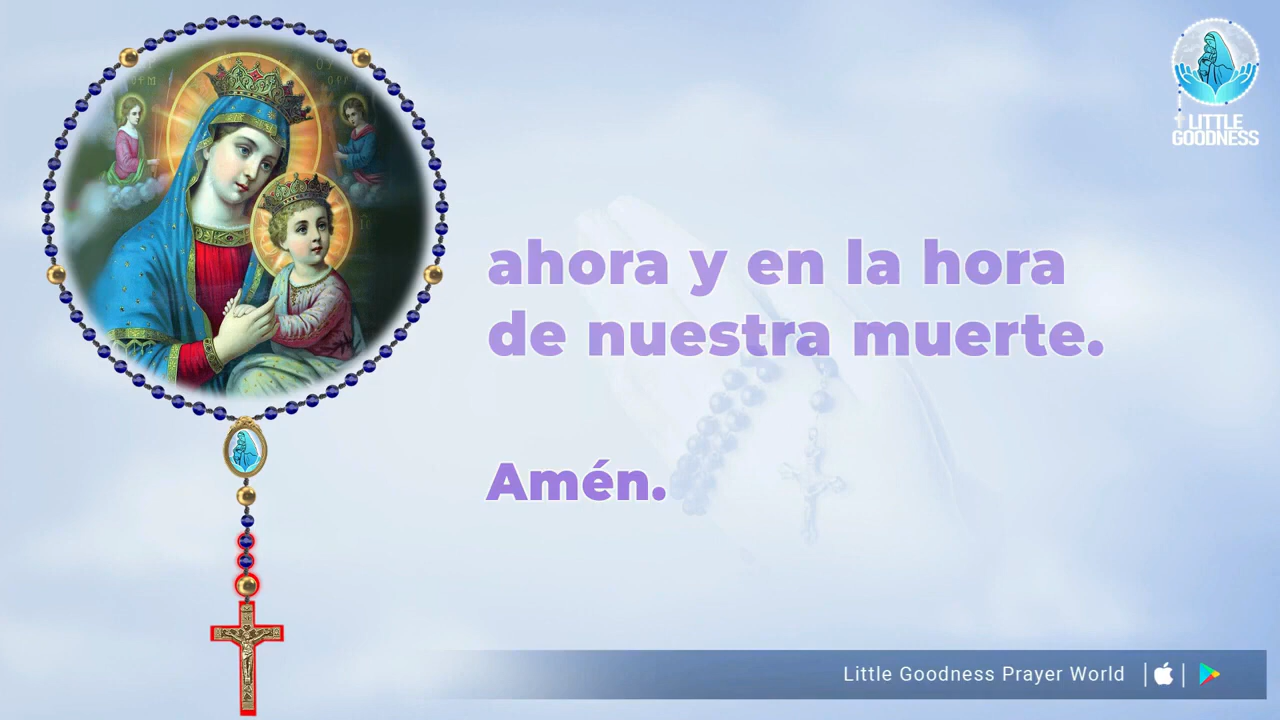 LITTLE
GOODNESS
ahora y en la hora
de nuestra muerte.
Amén.
Little Goodness Prayer World